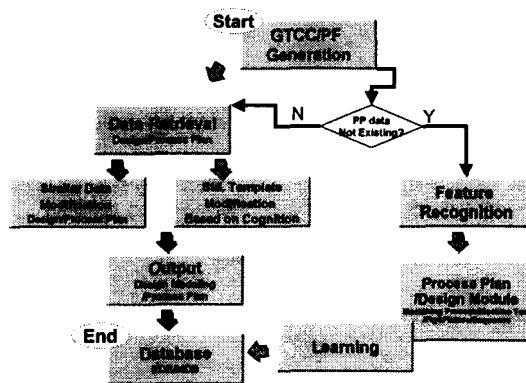 Start
GTCC/PF
Generation
N
PP data
Not Existing?
Y
Data Retrieval
Design/Process Plan
Similar Data
Modification
Design/Process Plan
Std. Template
Modification
Based on Cognition
Feature
Recognition
Output
Design Modeling
/Process Plan
Process Plan
/Design Module
End
Database
Learning